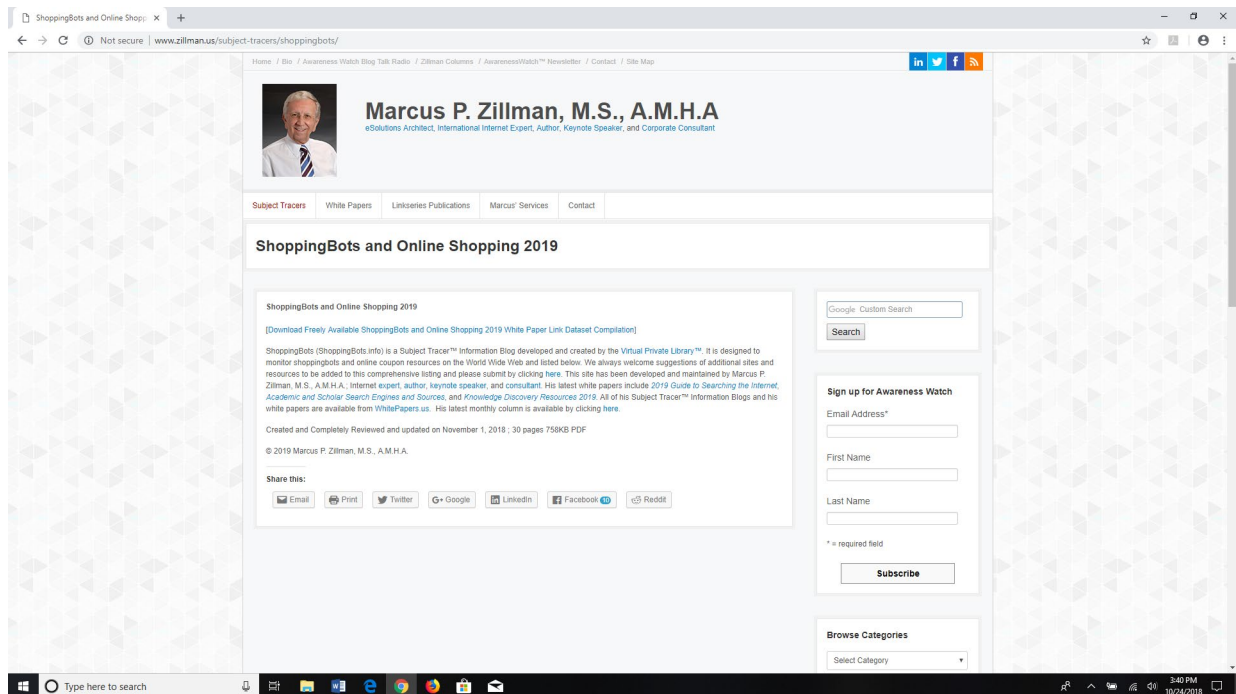 ShoppingBots and Online Shopp
Not secure | www.zillman.us/subject-tracers/shoppingbots/
Home / Bio / Awareness Watch Blog Talk Radio / Zillman Columns / AwarenessWatch™ Newsletter / Contact / Site Map
Marcus P. Zillman, M.S., A.M.H.A
eSolutions Architect, International Internet Expert, Author, Keynote Speaker, and Corporate Consultant
Subject Tracers White Papers Linkseries Publications Marcus' Services Contact
ShoppingBots and Online Shopping 2019
ShoppingBots and Online Shopping 2019
[Download Freely Available ShoppingBots and Online Shopping 2019 White Paper Link Dataset Compilation]
ShoppingBots (ShoppingBots.info) is a Subject Tracer™ Information Blog developed and created by the Virtual Private Library™. It is designed to
monitor shopping bots and online coupon resources on the World Wide Web and listed below. We always welcome suggestions of additional sites and
resources to be added to this comprehensive listing and please submit by clicking here. This site has been developed and maintained by Marcus P.
Zillman, M.S., A.M.H.A.; Internet expert, author, keynote speaker, and consultant. His latest white papers include 2019 Guide to Searching the Internet,
Academic and Scholar Search Engines and Sources, and Knowledge Discovery Resources 2019. All of his Subject Tracer™ Information Blogs and his
white papers are available from WhitePapers.us. His latest monthly column is available by clicking here.
Created and Completely Reviewed and updated on November 1, 2018 ; 30 pages 758KB PDF
© 2019 Marcus P. Zillman, M.S., A.M.H.A.
Share this:
Email Print Twitter G+ Google LinkedIn Facebook 10 Reddit
Google Custom Search
Search
Sign up for Awareness Watch
Email Address*
First Name
Last Name
* = required field
Subscribe
Browse Categories
Select Category
Type here to search
3:40 PM
10/24/2018